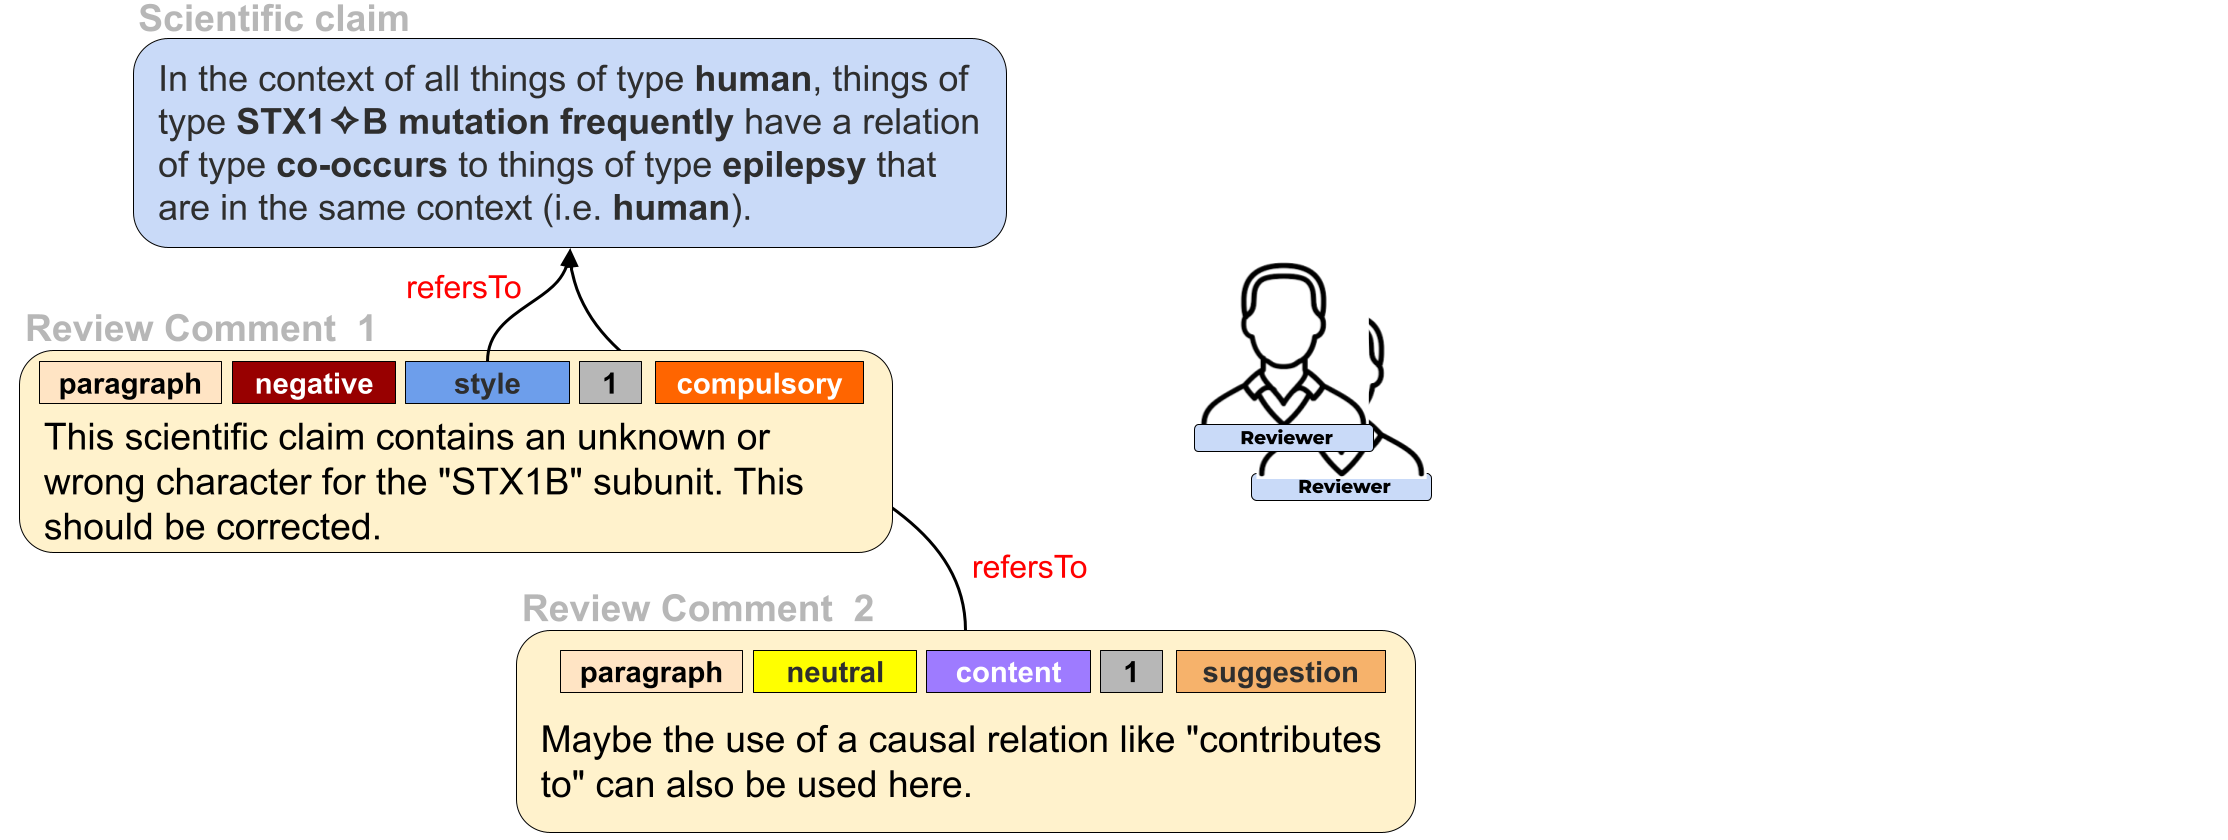 Scientific claim
In the context of all things of type human, things of
type STX1✧B mutation frequently have a relation
of type co-occurs to things of type epilepsy that
are in the same context (i.e. human).
refersTo
Review Comment 1
paragraph negative style 1 compulsory
This scientific claim contains an unknown or
wrong character for the "STX1B" subunit. This
should be corrected.
Reviewer
Reviewer
refersTo
Review Comment 2
paragraph neutral content 1 suggestion
Maybe the use of a causal relation like "contributes
to" can also be used here.